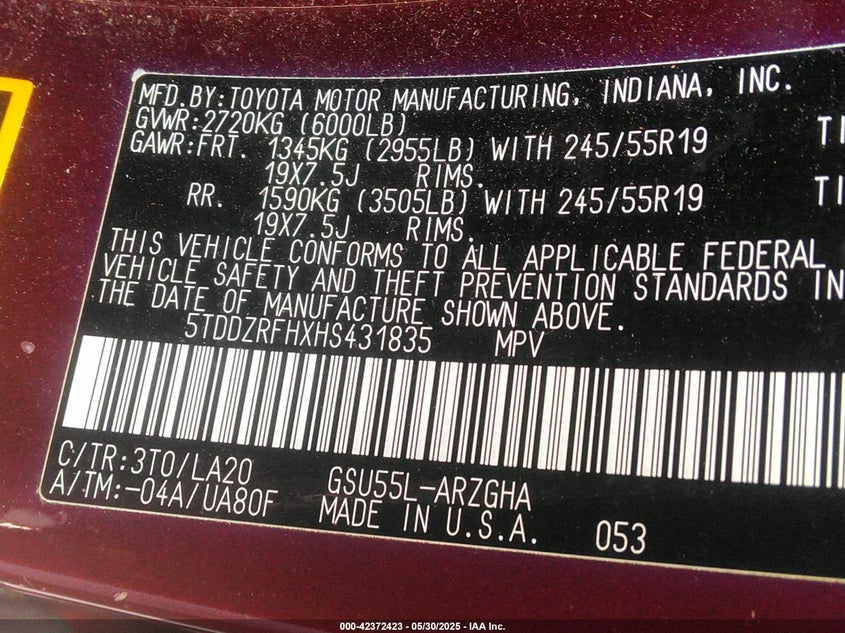 MFD.BY:TOYOTA MOTOR MANUFACTURING, INDIANA, INC.
GVWR:2720KG (6000LB)
GAWR:FRT. 1345KG (2955LB) WITH 245/55R19 TI
19X7.5J RIMS.
RR. 1590KG (3505LB) WITH 245/55R19 TI
19X7.5J RIMS.
THIS VEHICLE CONFORMS TO ALL APPLICABLE FEDERAL
VEHICLE SAFETY AND THEFT PREVENTION STANDARDS IN
THE DATE OF MANUFACTURE SHOWN ABOVE.
5TDDZRFHXHS431835 MPV
C/TR:3T0/LA20 GSU55L-ARZGHA
A/TM:-04A/UA80F MADE IN U.S.A. 053
000-42372423 - 05/30/2025 - IAA Inc.